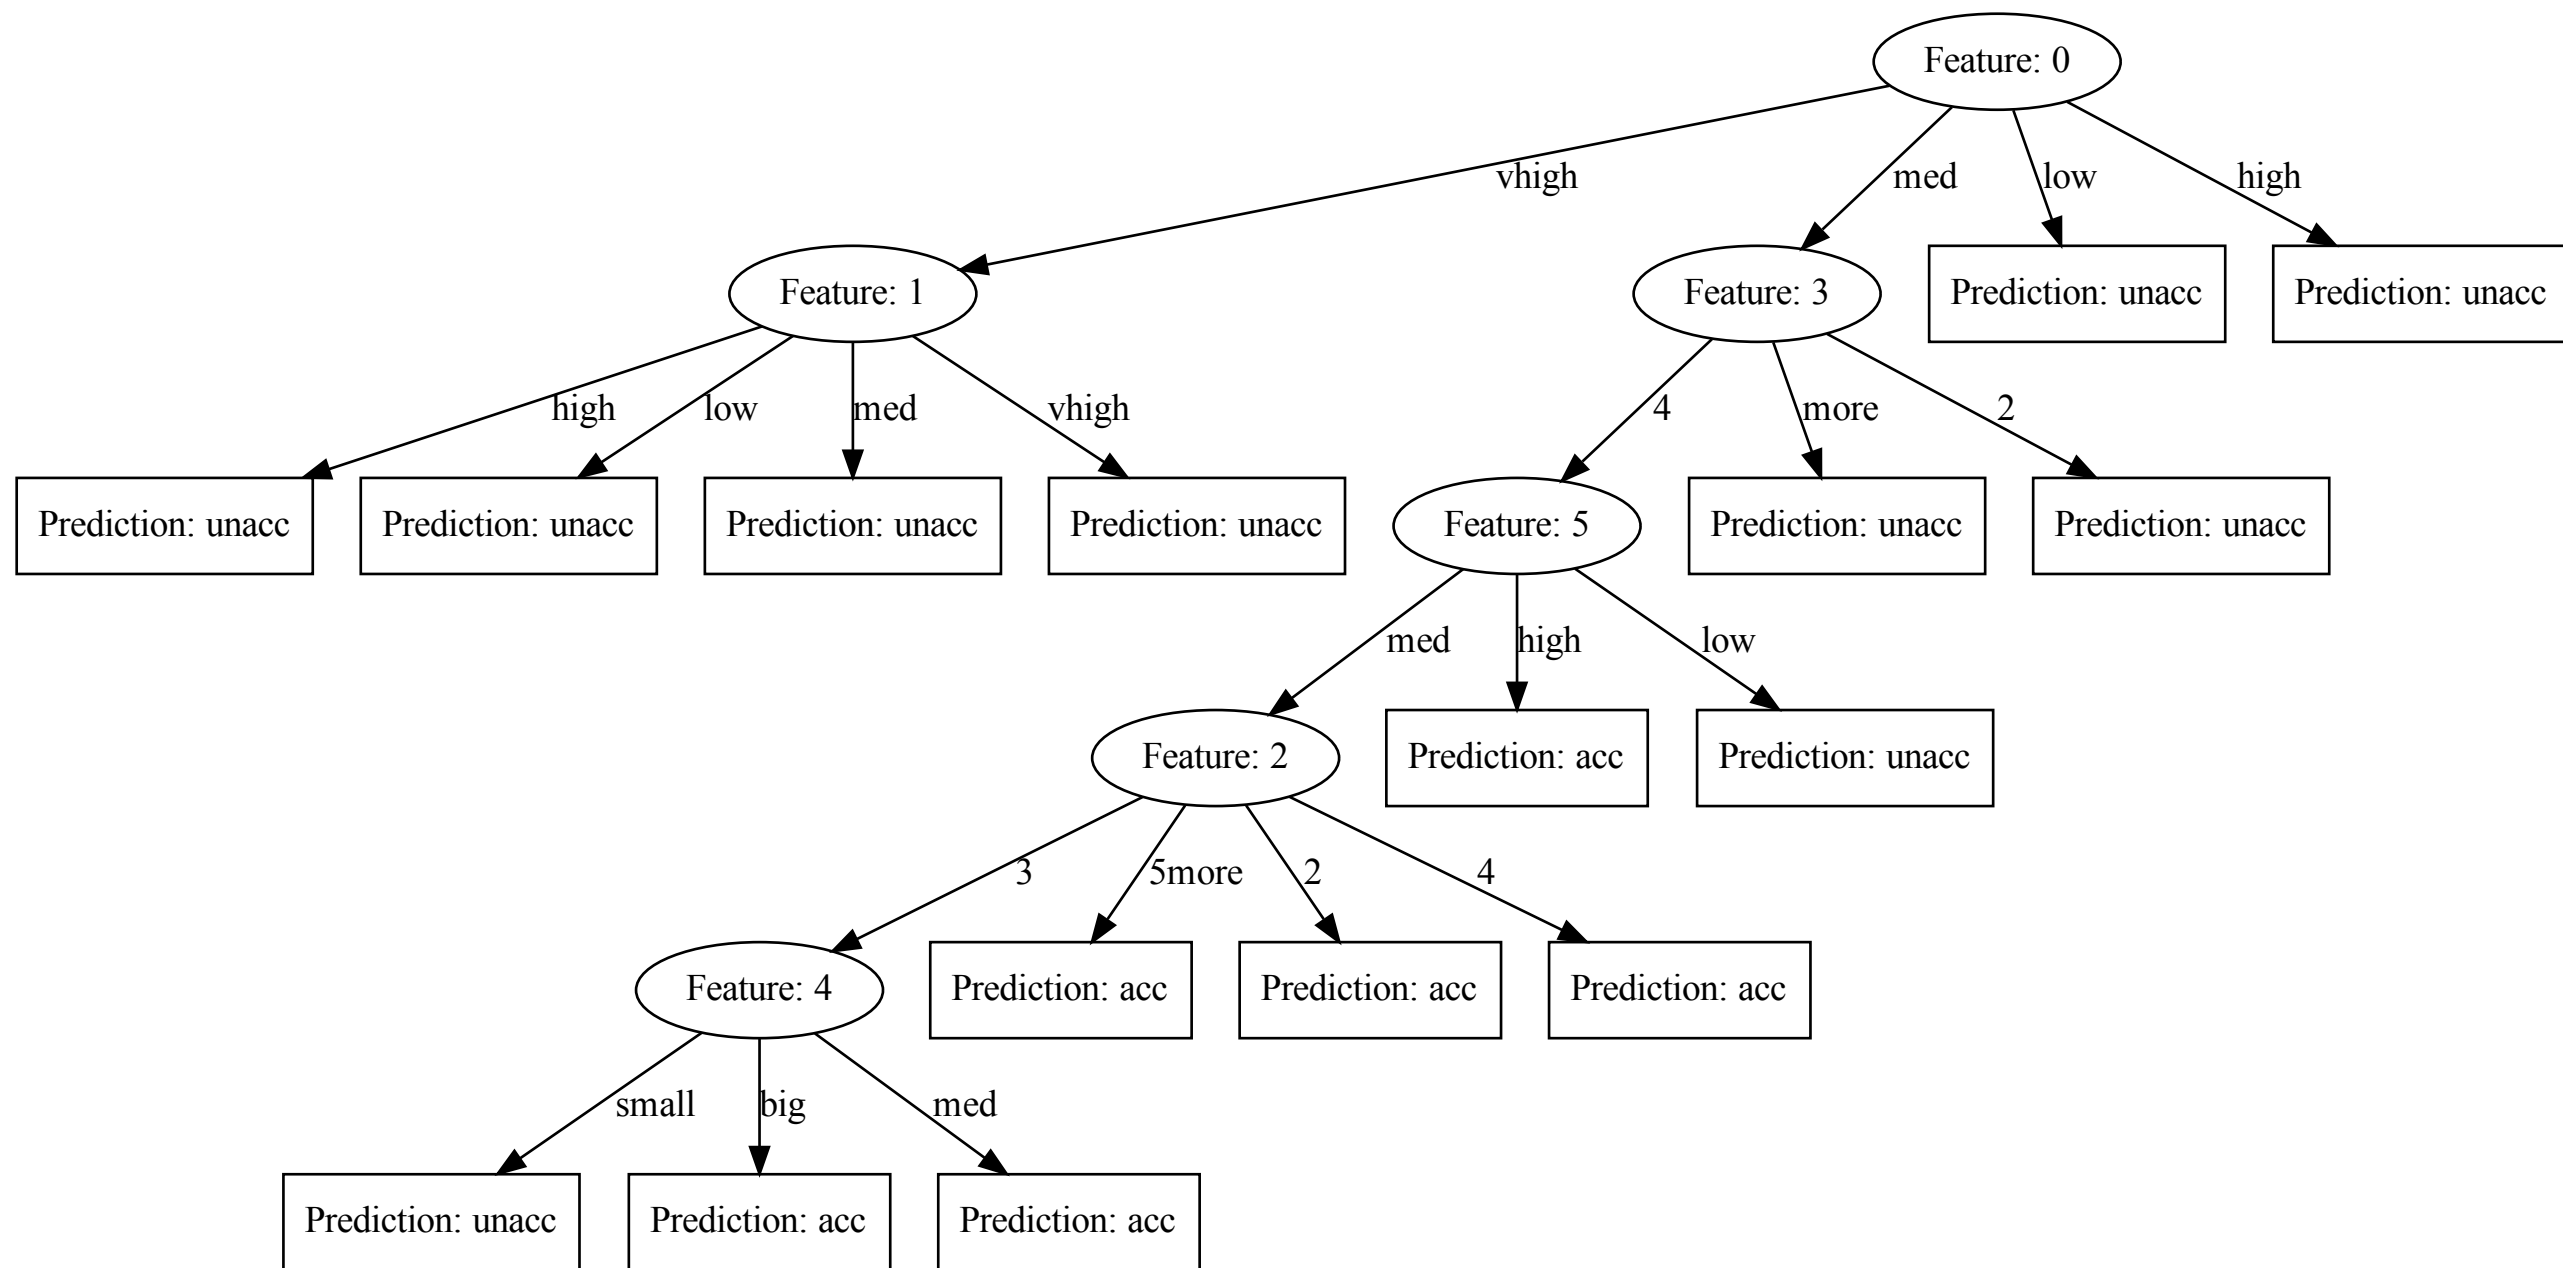 Feature: 0
vhigh
med
low
high
Feature: 1
Feature: 3
Prediction: unacc
Prediction: unacc
high
low
med
vhigh
4
more
2
Prediction: unacc
Prediction: unacc
Prediction: unacc
Prediction: unacc
Feature: 5
Prediction: unacc
Prediction: unacc
med
high
low
Feature: 2
Prediction: acc
Prediction: unacc
3
5more
2
4
Feature: 4
Prediction: acc
Prediction: acc
Prediction: acc
small
big
med
Prediction: unacc
Prediction: acc
Prediction: acc